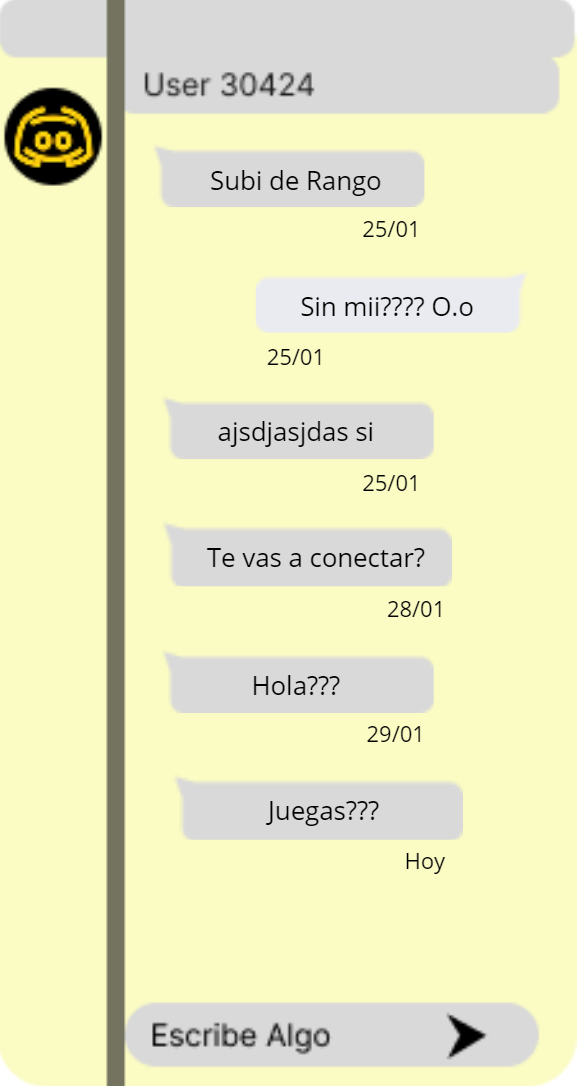 User 30424
Subi de Rango
25/01
Sin mii???? O.o
25/01
ajsdjasjdas si
25/01
Te vas a conectar?
28/01
Hola???
29/01
Juegas???
Hoy
Escribe Algo